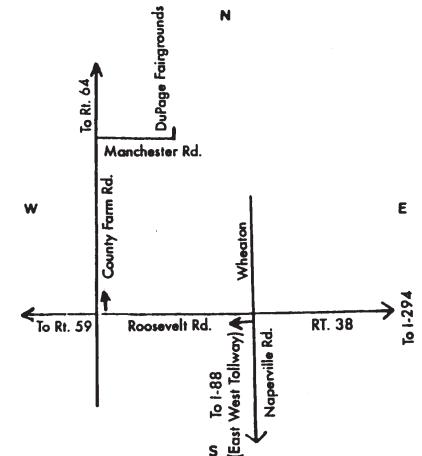 N
To Rt. 64
DuPage Fairgrounds
Manchester Rd.
County Farm Rd.
W
E
Wheaton
To Rt. 59
Roosevelt Rd.
RT. 38
To I-294
To I-88
(East West Tollway)
Naperville Rd.
S